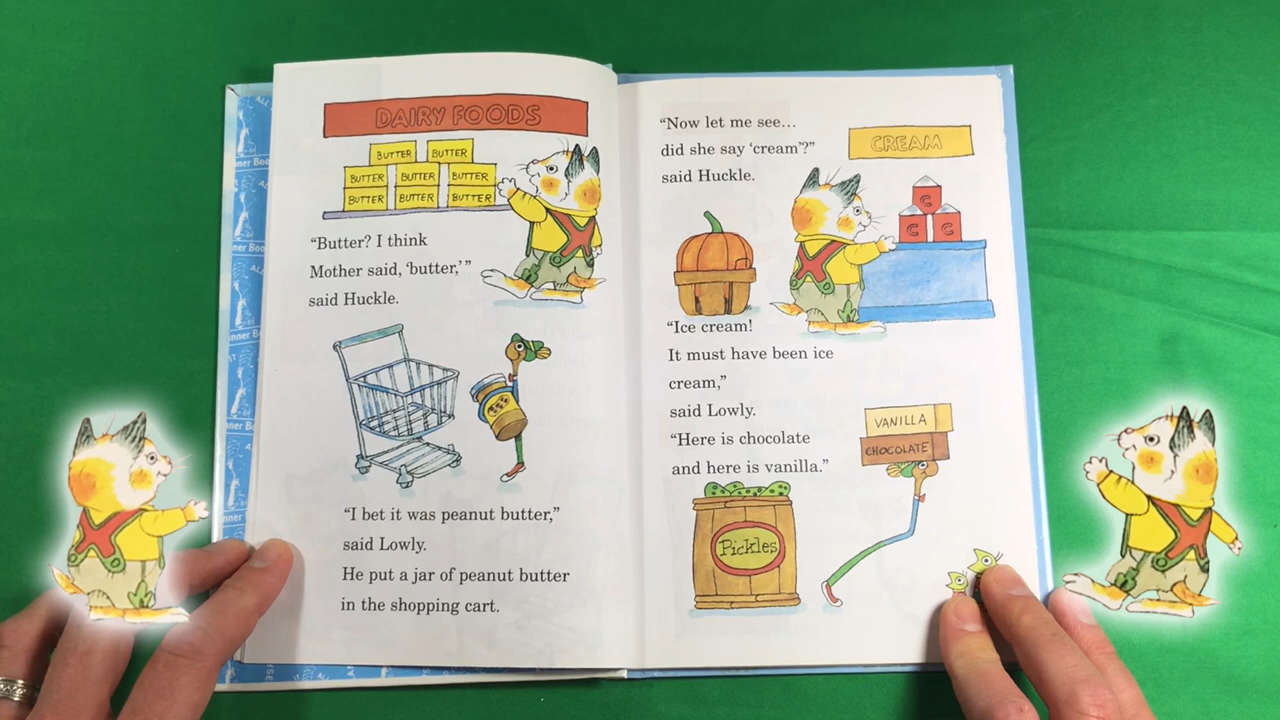 DAIRY FOODS
BUTTER BUTTER
BUTTER BUTTER BUTTER
BUTTER BUTTER BUTTER
“Butter? I think
Mother said, ‘butter,’”
said Huckle.
“I bet it was peanut butter,”
said Lowly.
He put a jar of peanut butter
in the shopping cart.
“Now let me see...
did she say ‘cream’?”
said Huckle.
CREAM
C
C C
“Ice cream!
It must have been ice
cream,”
said Lowly.
“Here is chocolate
and here is vanilla.”
VANILLA
CHOCOLATE
Pickles